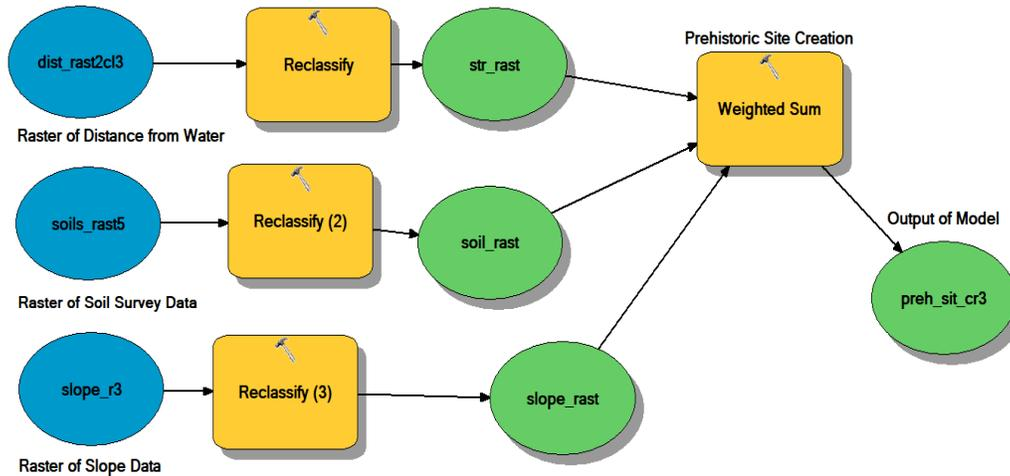 dist_rast2cl3
Reclassify
str_rast
Prehistoric Site Creation
Weighted Sum
Raster of Distance from Water
soils_rast5
Reclassify (2)
soil_rast
Output of Model
preh_sit_cr3
Raster of Soil Survey Data
slope_r3
Reclassify (3)
slope_rast
Raster of Slope Data